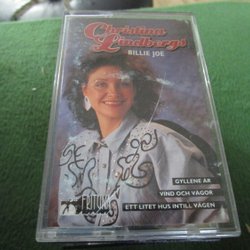 Christina
Lindbergs
BILLIE JOE
GYLLENE ÅR
VIND OCH VÅGOR
ETT LITET HUS INTILL VÄGEN